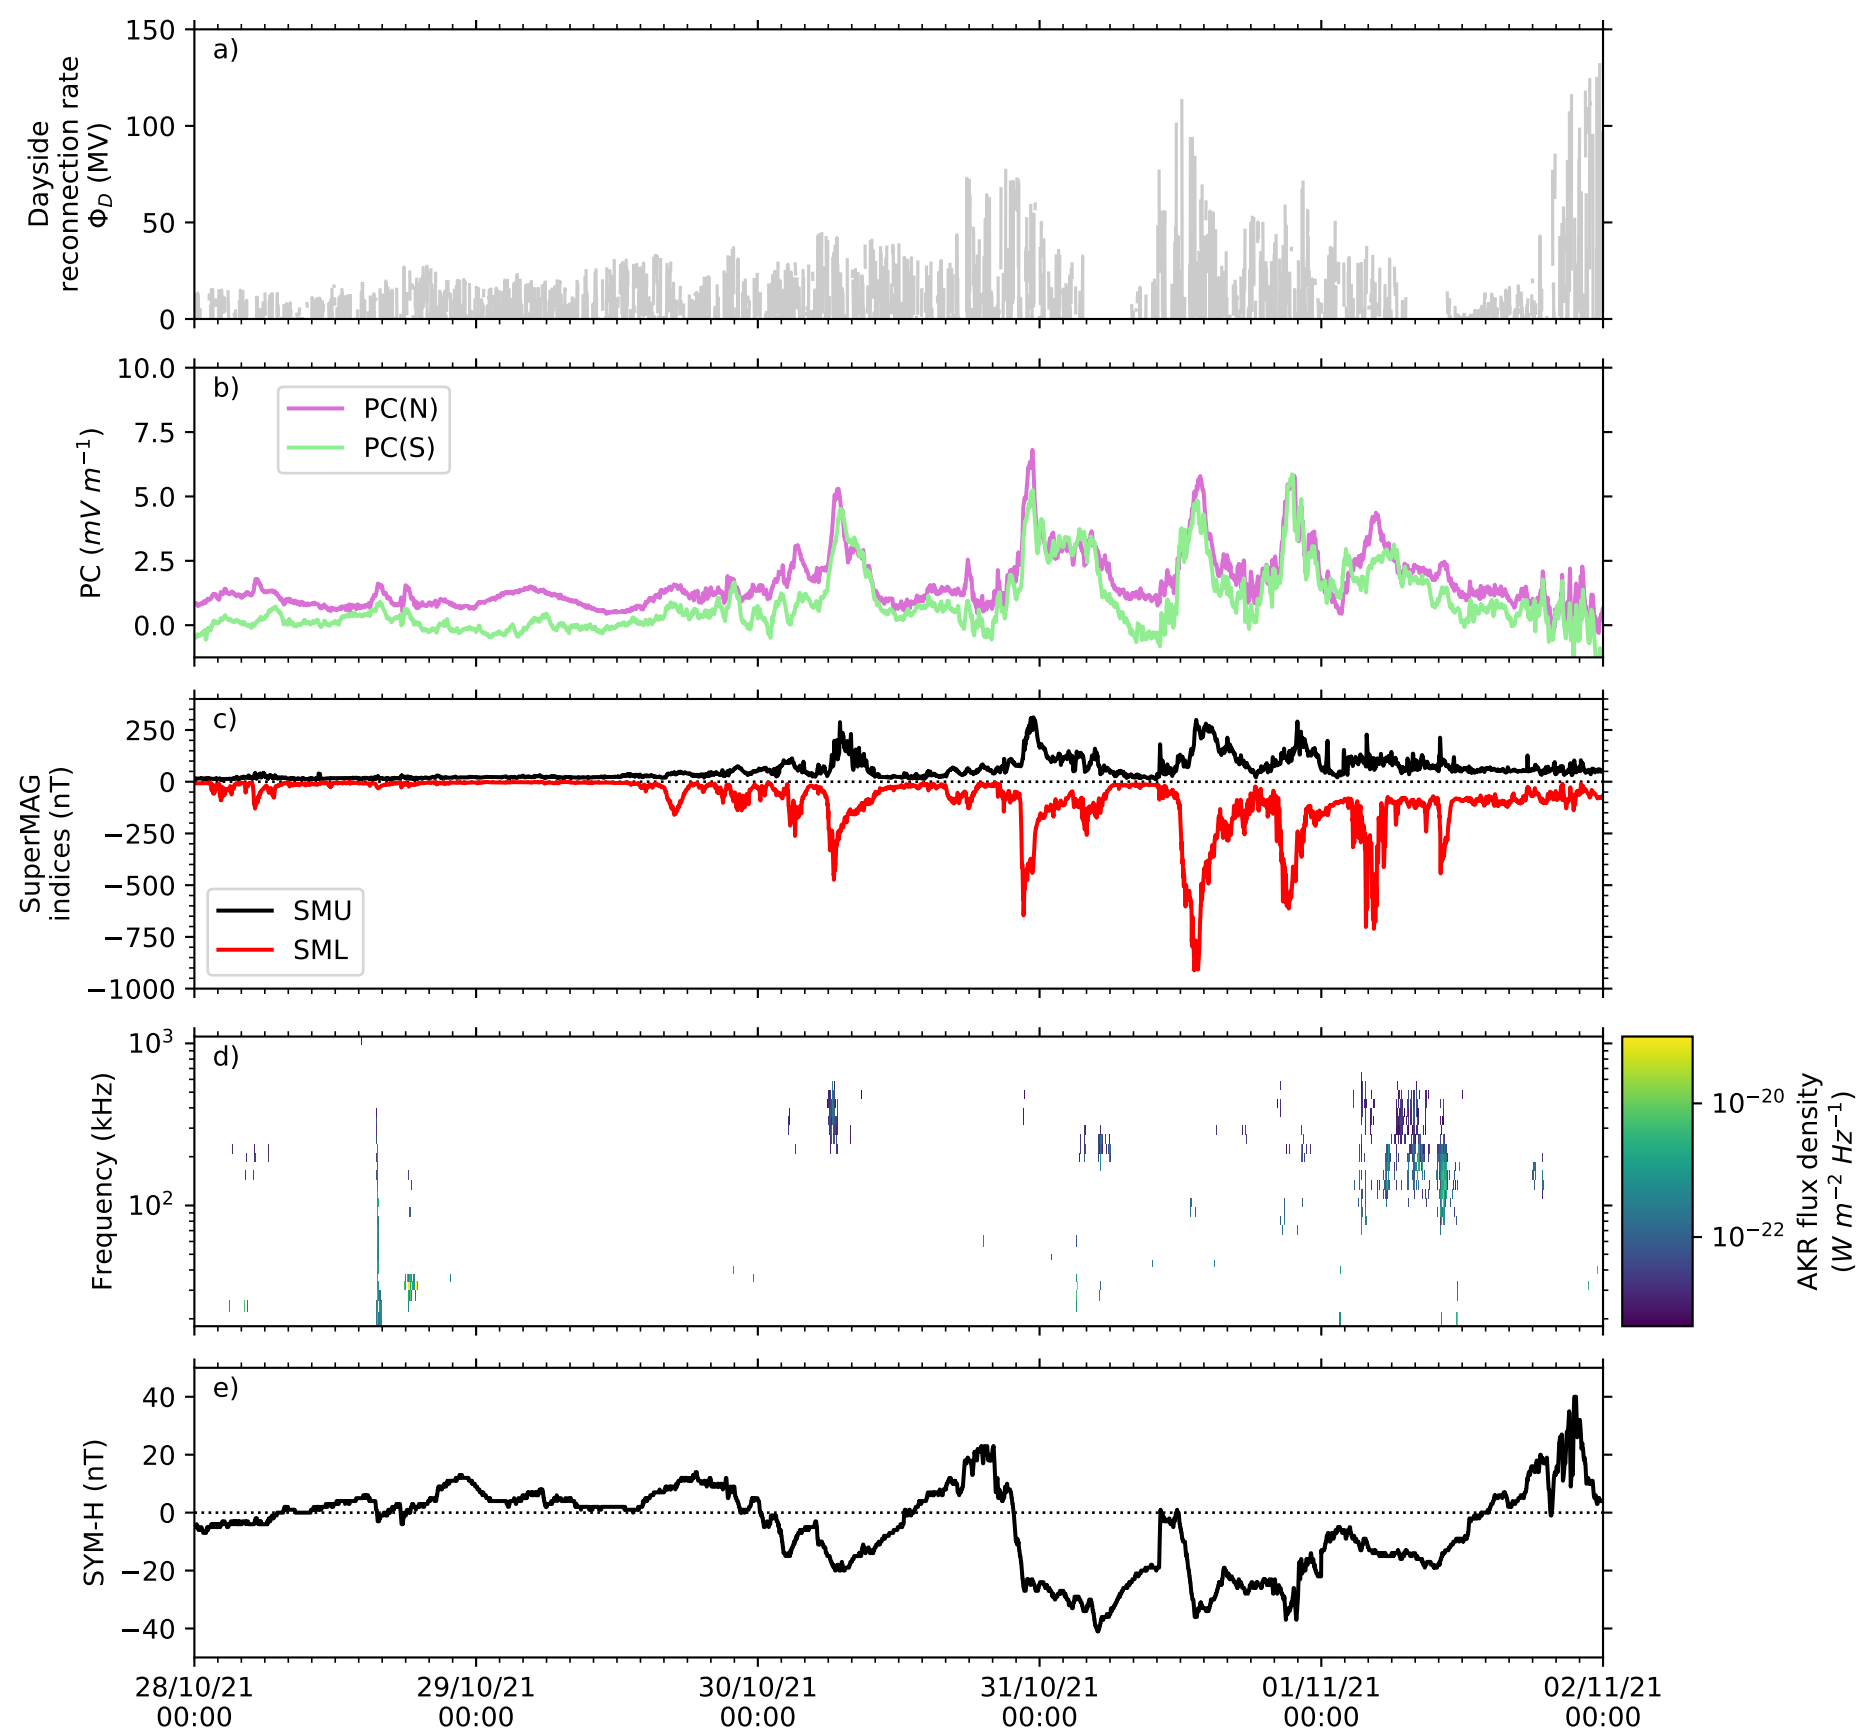 a)
150
100
50
0
Dayside
reconnection rate
Φ_D (MV)
b)
PC(N)
PC(S)
10.0
7.5
5.0
2.5
0.0
PC (mV m⁻¹)
c)
250
0
−250
−500
−750
−1000
SuperMAG
indices (nT)
SMU
SML
d)
10³
10²
Frequency (kHz)
10⁻²⁰
10⁻²²
AKR flux density
(W m⁻² Hz⁻¹)
e)
40
20
0
−20
−40
SYM-H (nT)
28/10/21 29/10/21 30/10/21 31/10/21 01/11/21 02/11/21
00:00 00:00 00:00 00:00 00:00 00:00